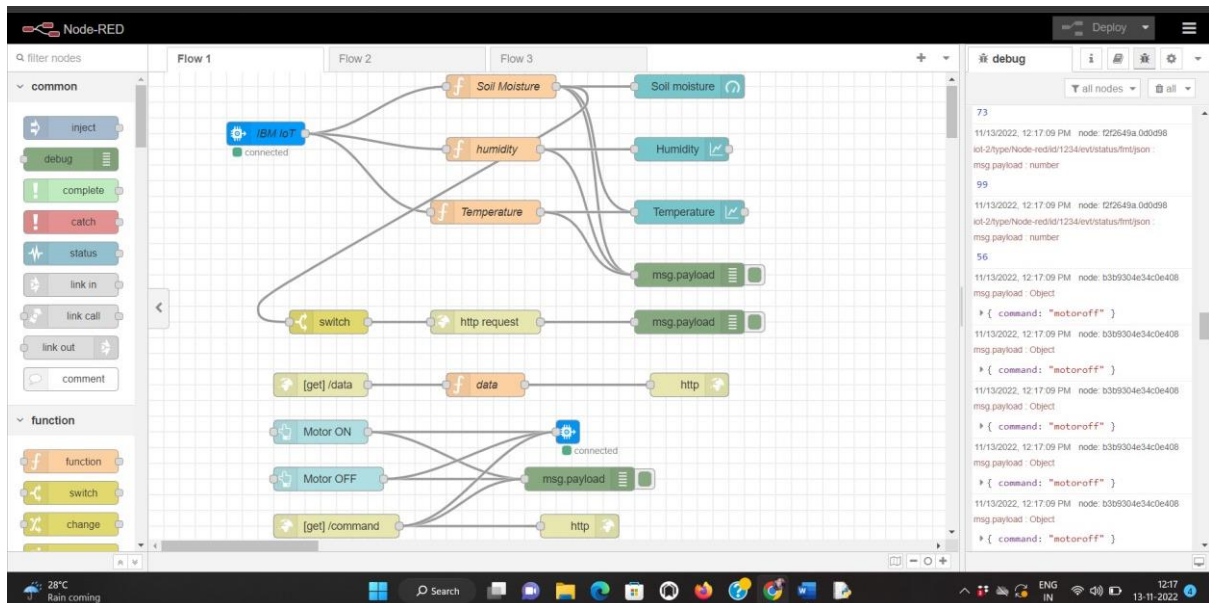 Node-RED
Deploy
filter nodes
Flow 1
Flow 2
Flow 3
debug
i
all nodes
all
common
inject
debug
complete
catch
status
link in
link call
link out
comment
function
function
switch
change
IBM IoT
connected
Soil Moisture
Soil moisture
humidity
Humidity
Temperature
Temperature
msg.payload
switch
http request
msg.payload
[get] /data
data
http
Motor ON
connected
Motor OFF
msg.payload
[get] /command
http
73
11/13/2022, 12:17:09 PM node: f2f2649a.0d0d98
iot-2/type/Node-red/id/1234/evt/status/fmt/json :
msg.payload : number
99
11/13/2022, 12:17:09 PM node: f2f2649a.0d0d98
iot-2/type/Node-red/id/1234/evt/status/fmt/json :
msg.payload : number
56
11/13/2022, 12:17:09 PM node: b3b9304e34c0e408
msg.payload : Object
{ command: "motoroff" }
11/13/2022, 12:17:09 PM node: b3b9304e34c0e408
msg.payload : Object
{ command: "motoroff" }
11/13/2022, 12:17:09 PM node: b3b9304e34c0e408
msg.payload : Object
{ command: "motoroff" }
11/13/2022, 12:17:09 PM node: b3b9304e34c0e408
msg.payload : Object
{ command: "motoroff" }
11/13/2022, 12:17:09 PM node: b3b9304e34c0e408
msg.payload : Object
{ command: "motoroff" }
28°C
Rain coming
Search
ENG
IN
12:17
13-11-2022
4